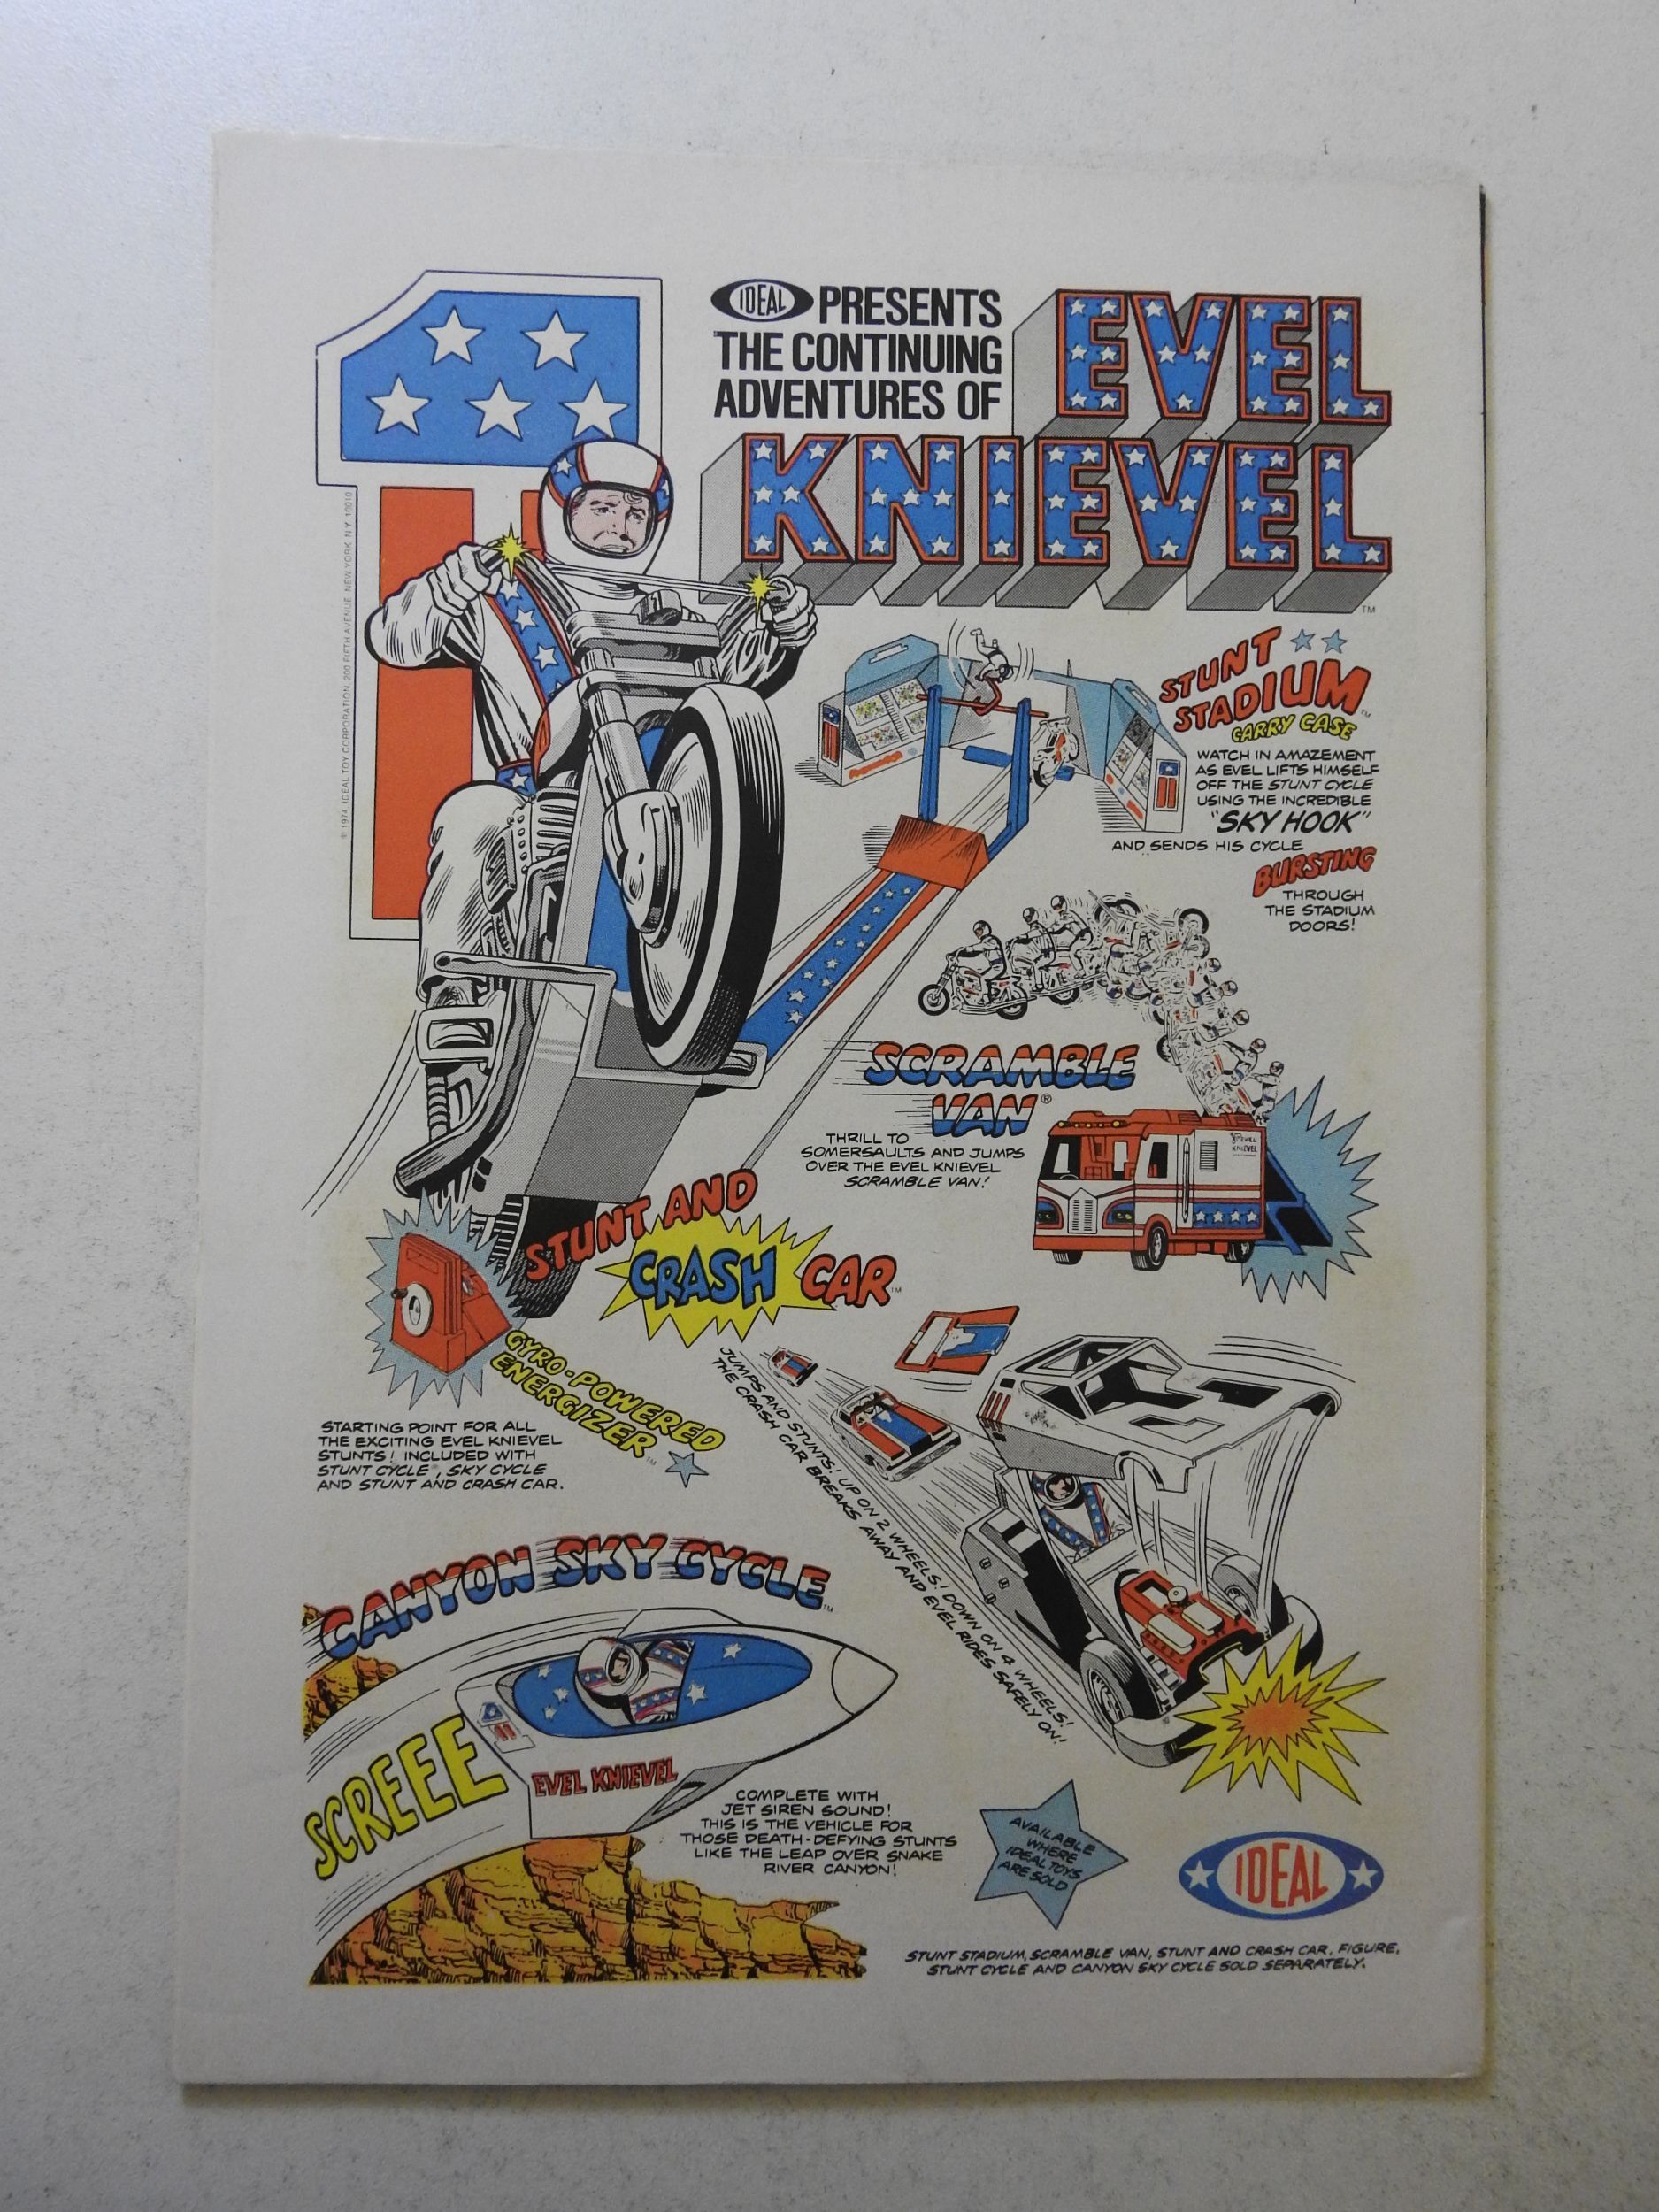 IDEAL PRESENTS
THE CONTINUING
ADVENTURES OF
EVEL
KNIEVEL
TM
© 1974, IDEAL TOY CORPORATION, 200 FIFTH AVENUE, NEW YORK, N.Y. 10010
1
STUNT
STADIUM
TM
CARRY CASE
WATCH IN AMAZEMENT
AS EVEL LIFTS HIMSELF
OFF THE STUNT CYCLE
USING THE INCREDIBLE
"SKY HOOK"
AND SENDS HIS CYCLE
BURSTING
THROUGH
THE STADIUM
DOORS!
SCRAMBLE
VAN®
THRILL TO
SOMERSAULTS AND JUMPS
OVER THE EVEL KNIEVEL
SCRAMBLE VAN!
EVEL
KNIEVEL
STUNT AND
CRASH CAR™
GYRO-POWERED
ENERGIZER™
STARTING POINT FOR ALL
THE EXCITING EVEL KNIEVEL
STUNTS! INCLUDED WITH
STUNT CYCLE®, SKY CYCLE
AND STUNT AND CRASH CAR.
JUMPS AND STUNTS! UP ON 2 WHEELS! DOWN ON 4 WHEELS!
THE CRASH CAR BREAKS AWAY AND EVEL RIDES SAFELY ON!
CANYON SKY CYCLE™
SCREEE
EVEL KNIEVEL
COMPLETE WITH
JET SIREN SOUND!
THIS IS THE VEHICLE FOR
THOSE DEATH-DEFYING STUNTS
LIKE THE LEAP OVER SNAKE
RIVER CANYON!
AVAILABLE
WHERE
IDEAL TOYS
ARE SOLD
IDEAL
STUNT STADIUM, SCRAMBLE VAN, STUNT AND CRASH CAR, FIGURE,
STUNT CYCLE AND CANYON SKY CYCLE SOLD SEPARATELY.